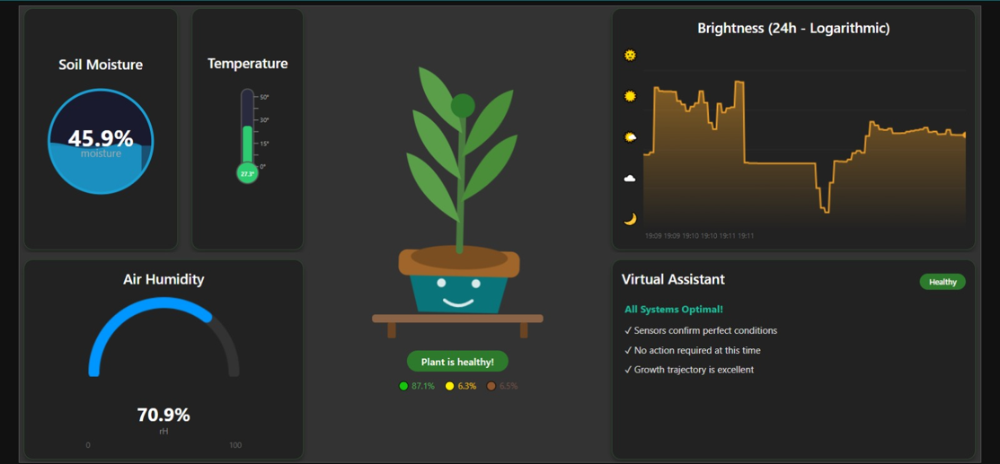 Soil Moisture
45.9%
moisture
Temperature
50°
30°
15°
0°
27.3°
Air Humidity
70.9%
rH
0 100
Plant is healthy!
87.1% 6.3% 6.5%
Brightness (24h - Logarithmic)
19:09 19:09 19:10 19:10 19:11 19:11
Virtual Assistant
Healthy
All Systems Optimal!
✓ Sensors confirm perfect conditions
✓ No action required at this time
✓ Growth trajectory is excellent